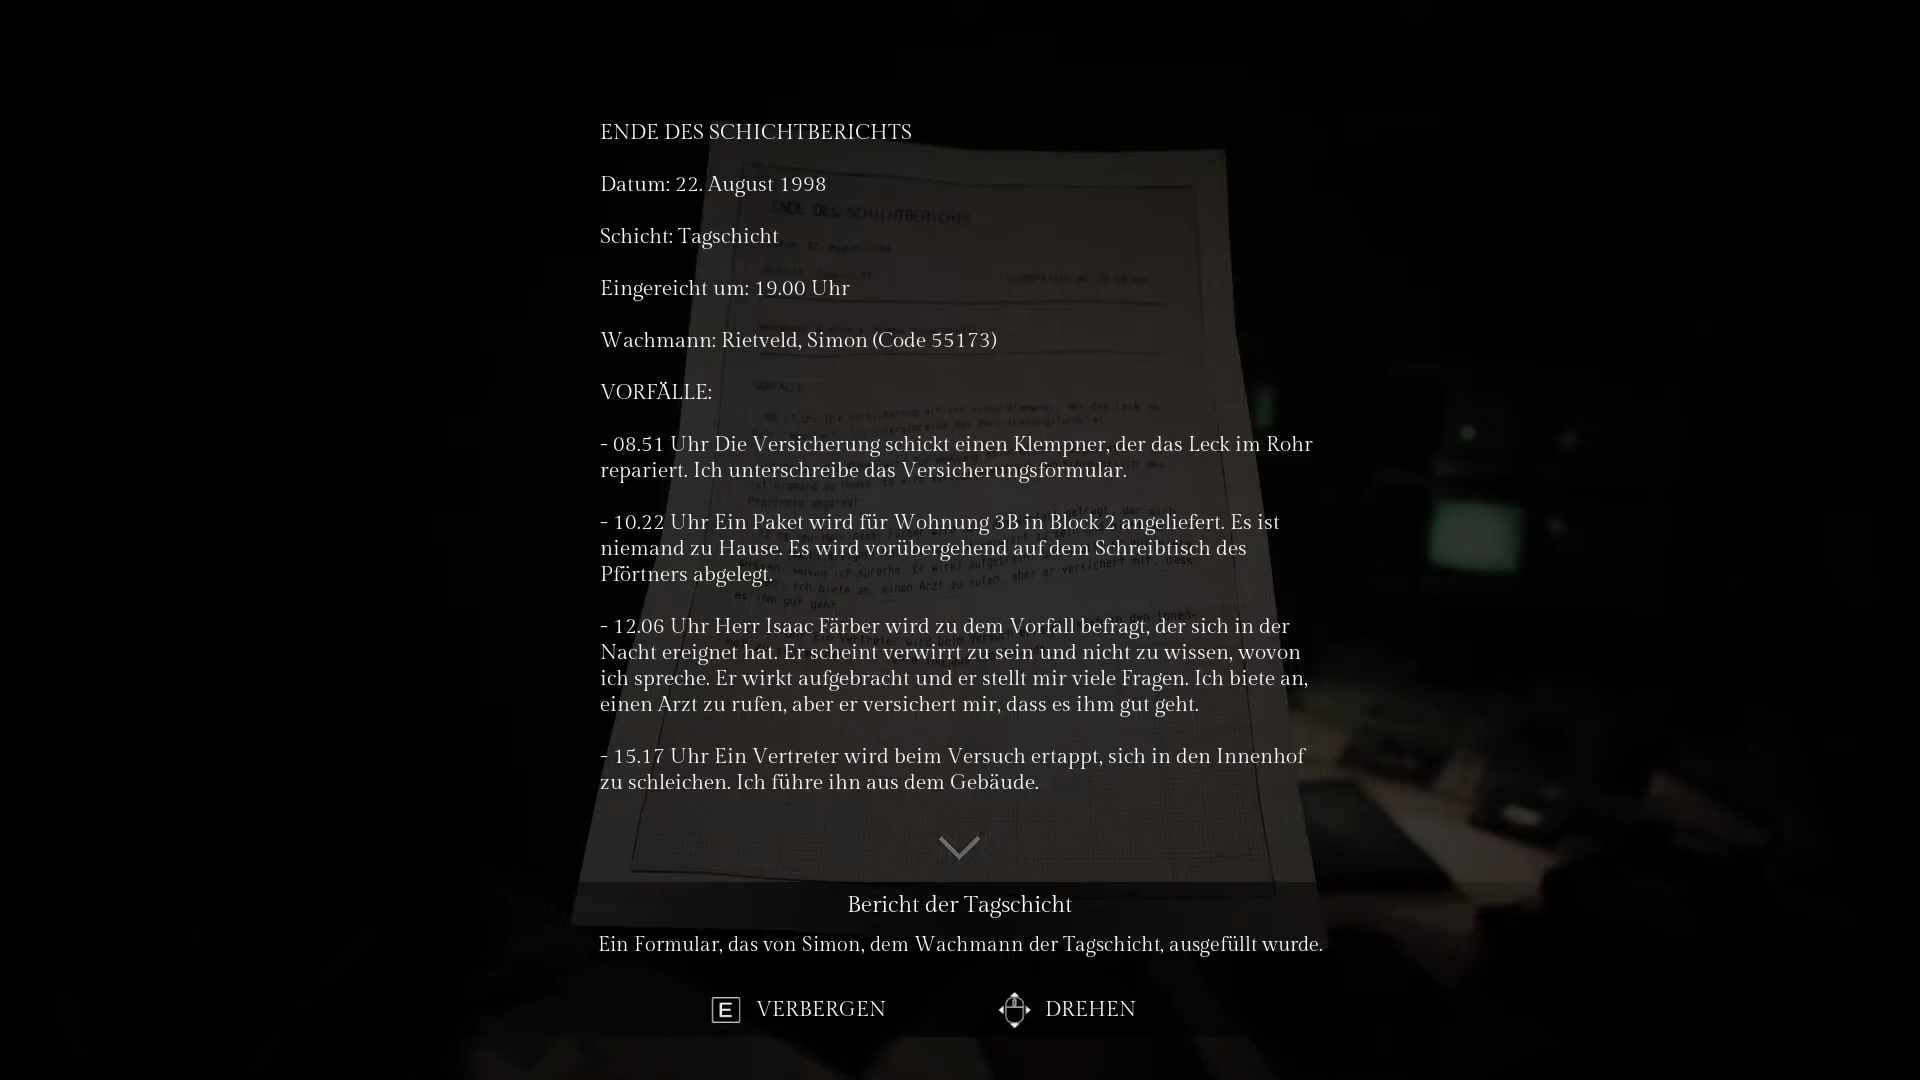 ENDE DES SCHICHTBERICHTS
Datum: 22. August 1998
Schicht: Tagschicht
Eingereicht um: 19.00 Uhr
Wachmann: Rietveld, Simon (Code 55173)
VORFÄLLE:
- 08.51 Uhr Die Versicherung schickt einen Klempner, der das Leck im Rohr
repariert. Ich unterschreibe das Versicherungsformular.
- 10.22 Uhr Ein Paket wird für Wohnung 3B in Block 2 angeliefert. Es ist
niemand zu Hause. Es wird vorübergehend auf dem Schreibtisch des
Pförtners abgelegt.
- 12.06 Uhr Herr Isaac Färber wird zu dem Vorfall befragt, der sich in der
Nacht ereignet hat. Er scheint verwirrt zu sein und nicht zu wissen, wovon
ich spreche. Er wirkt aufgebracht und er stellt mir viele Fragen. Ich biete an,
einen Arzt zu rufen, aber er versichert mir, dass es ihm gut geht.
- 15.17 Uhr Ein Vertreter wird beim Versuch ertappt, sich in den Innenhof
zu schleichen. Ich führe ihn aus dem Gebäude.
Bericht der Tagschicht
Ein Formular, das von Simon, dem Wachmann der Tagschicht, ausgefüllt wurde.
E VERBERGEN DREHEN